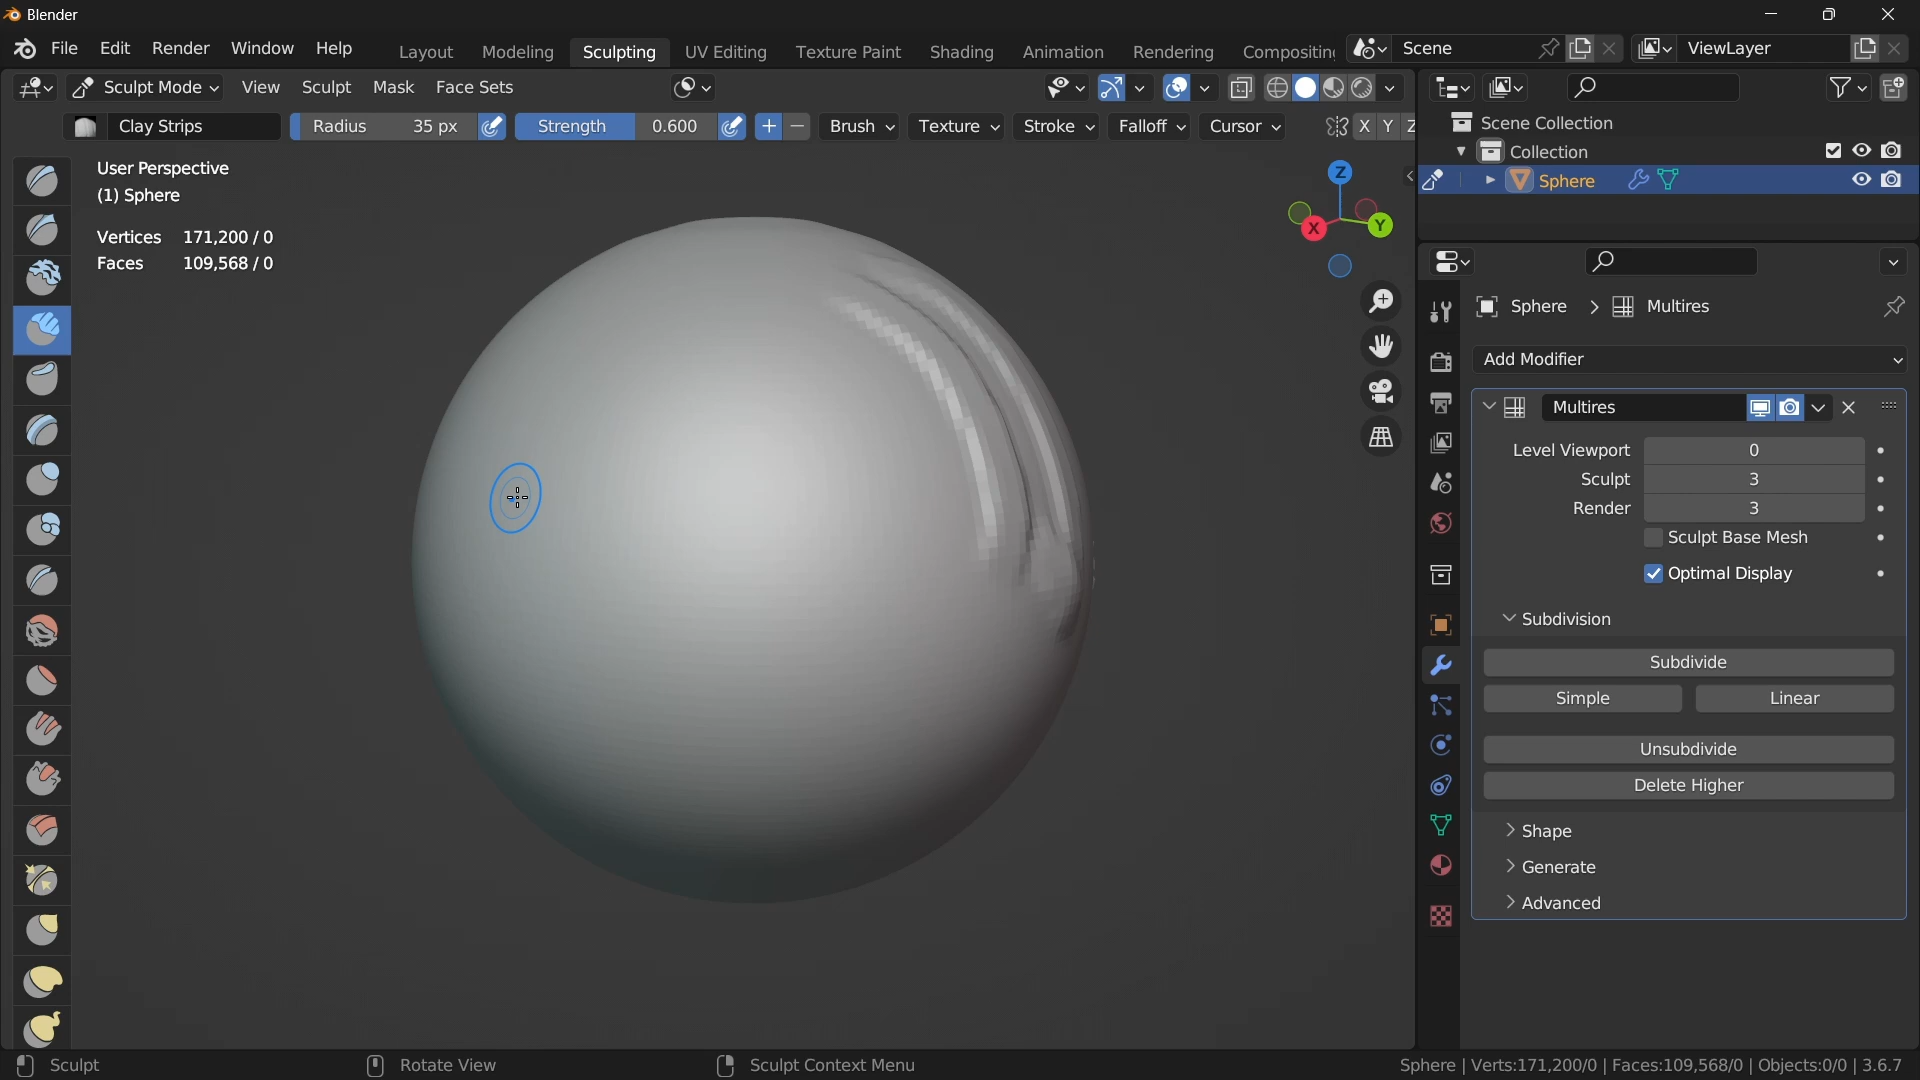 Blender
File Edit Render Window Help Layout Modeling Sculpting UV Editing Texture Paint Shading Animation Rendering Scene ViewLayer
Sculpt Mode View Sculpt Mask Face Sets
Clay Strips Radius 35 px Strength 0.600 Brush Texture Stroke Falloff Cursor X Y
User Perspective
(1) Sphere
Vertices 171,200 / 0
Faces 109,568 / 0
Z
X
Y
Scene Collection
Collection
Sphere
Sphere Multires
Add Modifier
Multires
Level Viewport 0
Sculpt 3
Render 3
Sculpt Base Mesh
Optimal Display
Subdivision
Subdivide
Simple Linear
Unsubdivide
Delete Higher
Shape
Generate
Advanced
Sculpt Rotate View Sculpt Context Menu Sphere | Verts:171,200/0 | Faces:109,568/0 | Objects:0/0 | 3.6.7